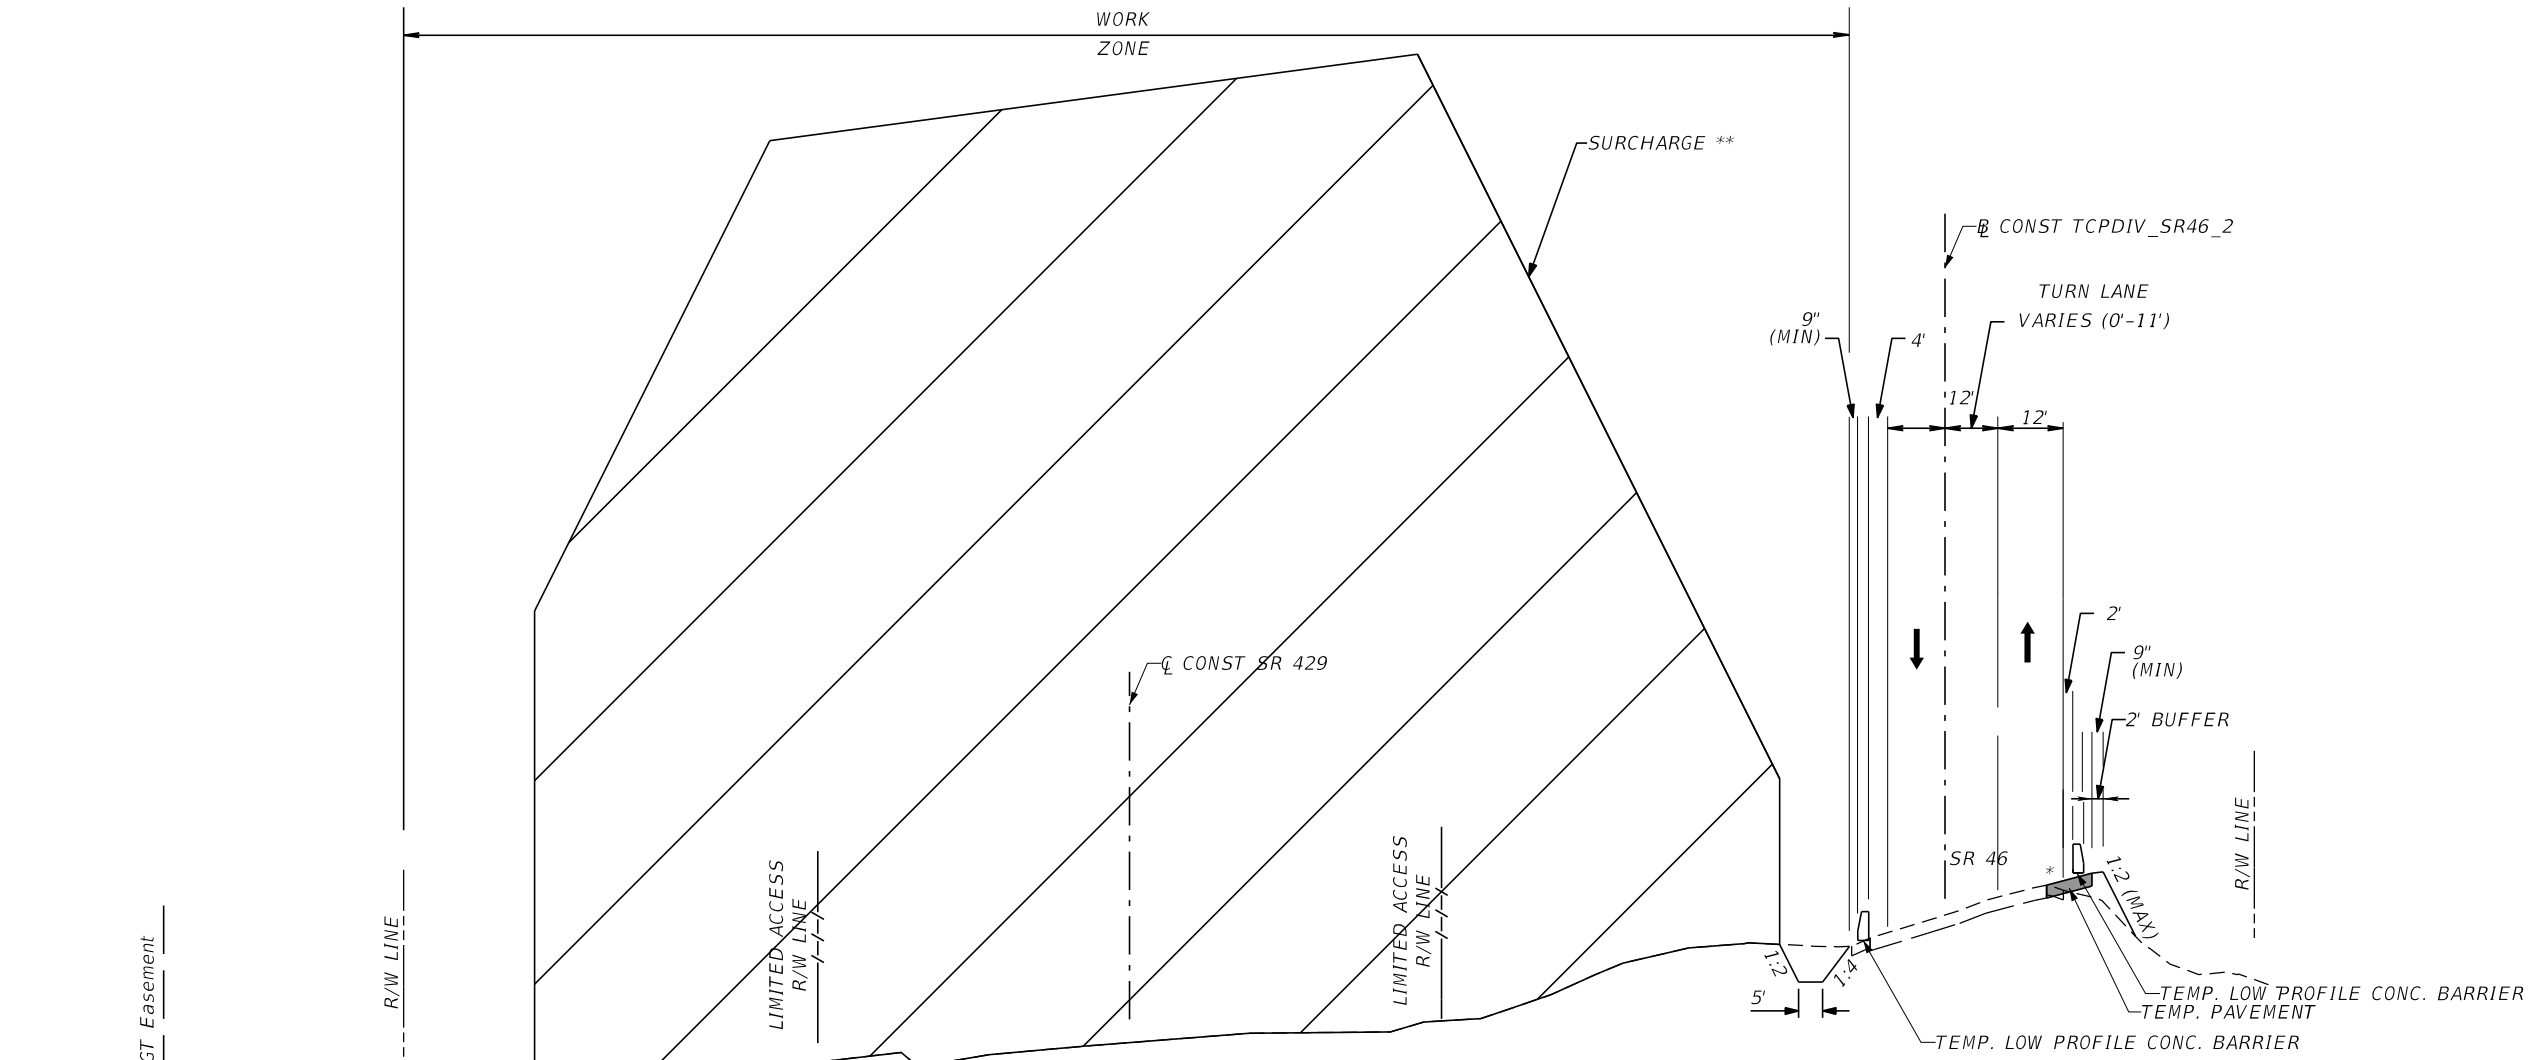 WORK
ZONE
SURCHARGE **
℄ CONST TCPDIV_SR46_2
TURN LANE
VARIES (0'-11')
9"
(MIN)
4'
12'
12'
2'
9"
(MIN)
2' BUFFER
℄ CONST SR 429
LIMITED ACCESS
R/W LINE
LIMITED ACCESS
R/W LINE
R/W LINE
GT Easement
R/W LINE
SR 46
*
1:2 (MAX)
1:2
1:4
5'
TEMP. LOW PROFILE CONC. BARRIER
TEMP. PAVEMENT
TEMP. LOW PROFILE CONC. BARRIER